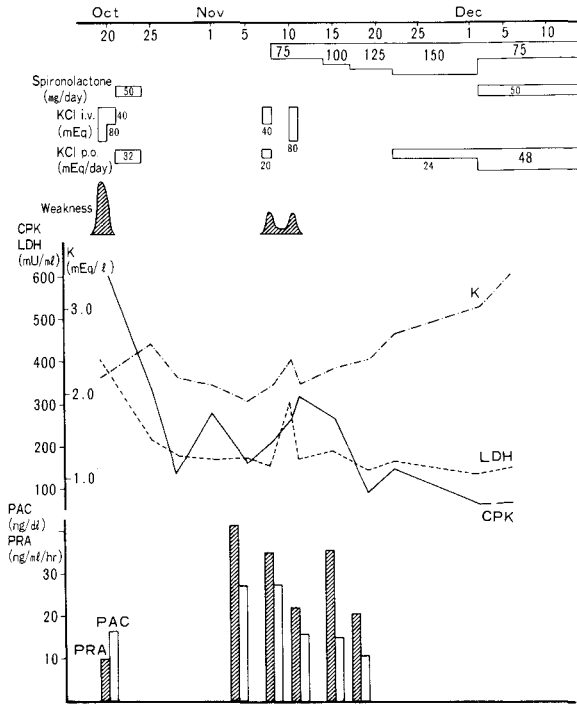 Oct Nov Dec
20 25 1 5 10 15 20 25 1 5 10
75 100 125 150 75
Spironolactone
(mg/day)
50 50
KCl i.v.
(mEq)
40
80
40
80
KCl p.o.
(mEq/day)
32
20
24
48
Weakness
CPK
LDH
(mU/ml)
K
(mEq/l)
600
500
400
300
200
100
3.0
2.0
1.0
K
LDH
CPK
PAC
(ng/dl)
PRA
(ng/ml/hr)
40
30
20
10
PAC
PRA